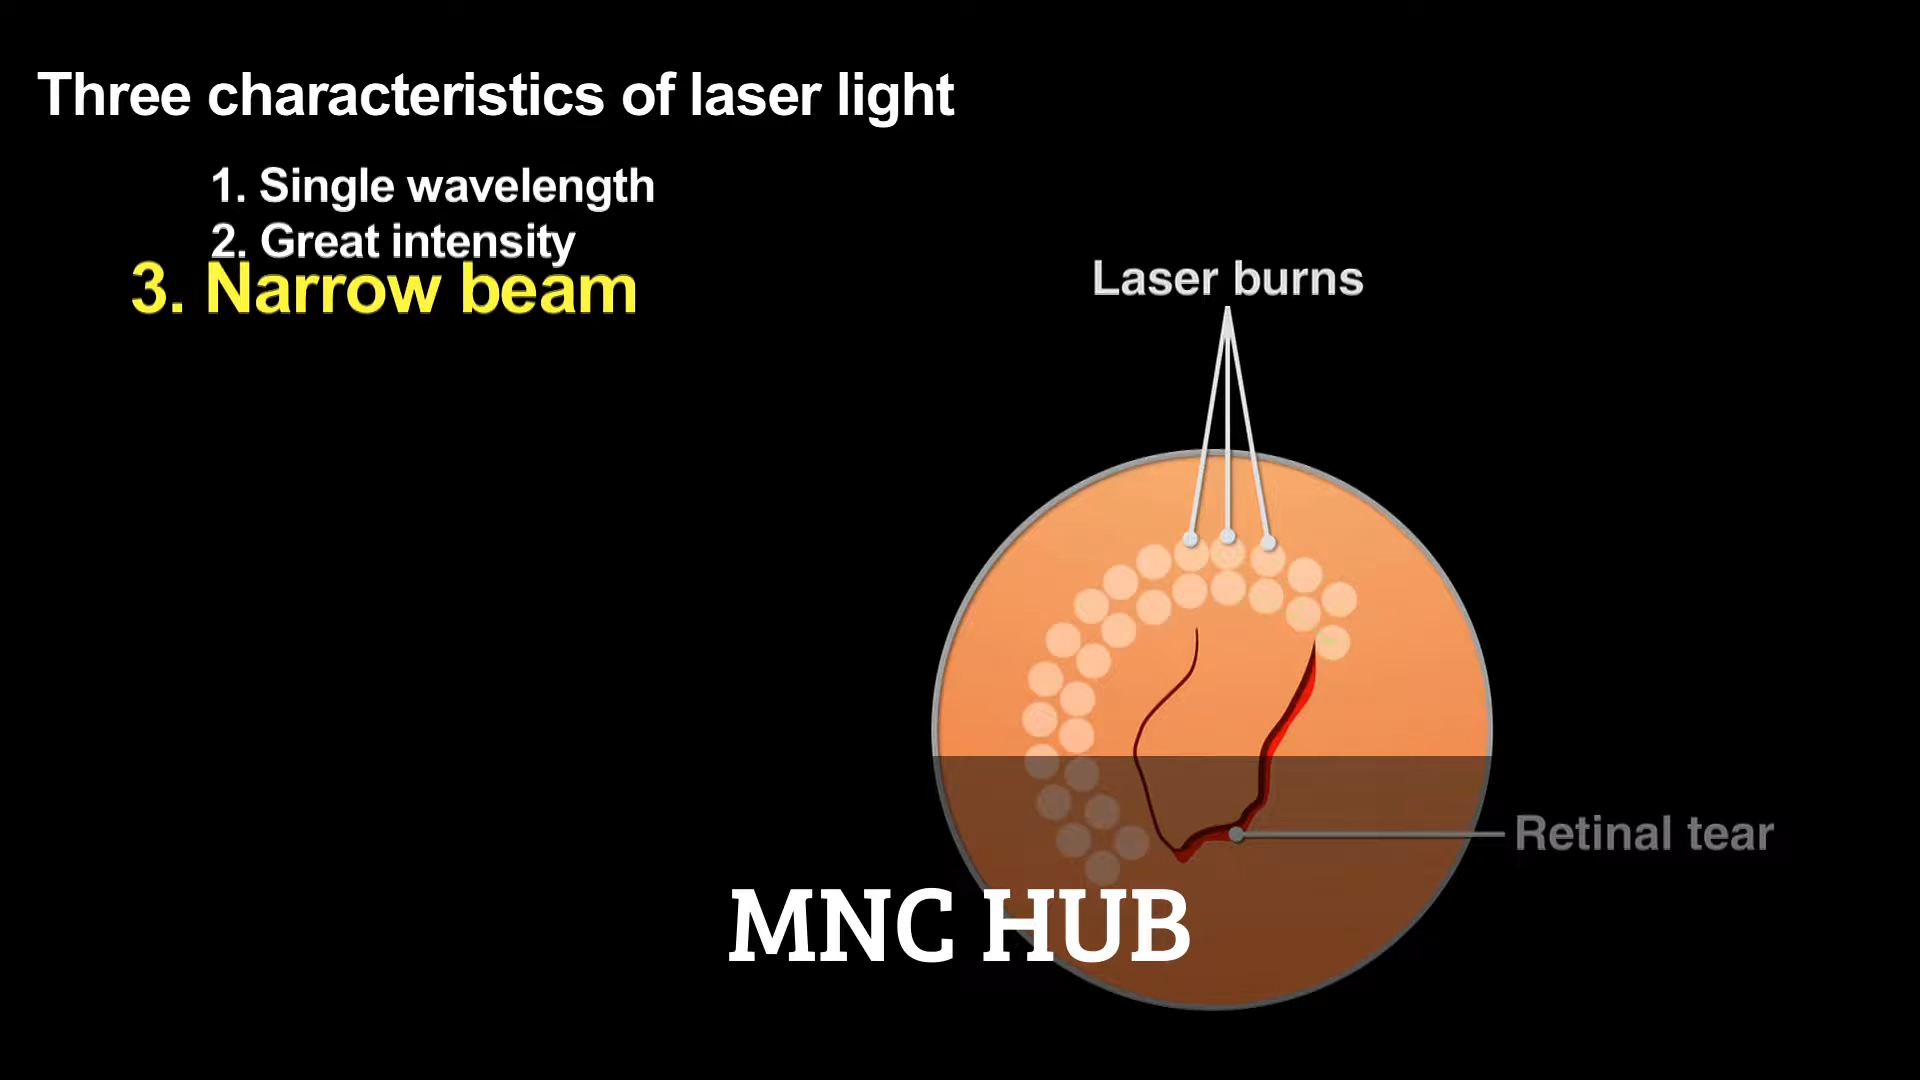 Three characteristics of laser light
1. Single wavelength
2. Great intensity
3. Narrow beam
Laser burns
Retinal tear
MNC HUB